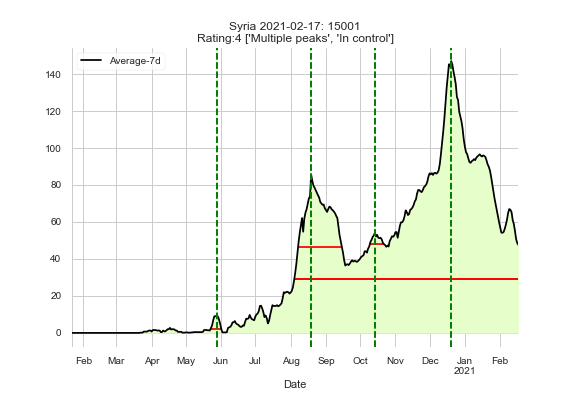 Syria 2021-02-17: 15001
Rating:4 ['Multiple peaks', 'In control']
Average-7d
140
120
100
80
60
40
20
0
Feb Mar Apr May Jun Jul Aug Sep Oct Nov Dec Jan Feb
2021
Date